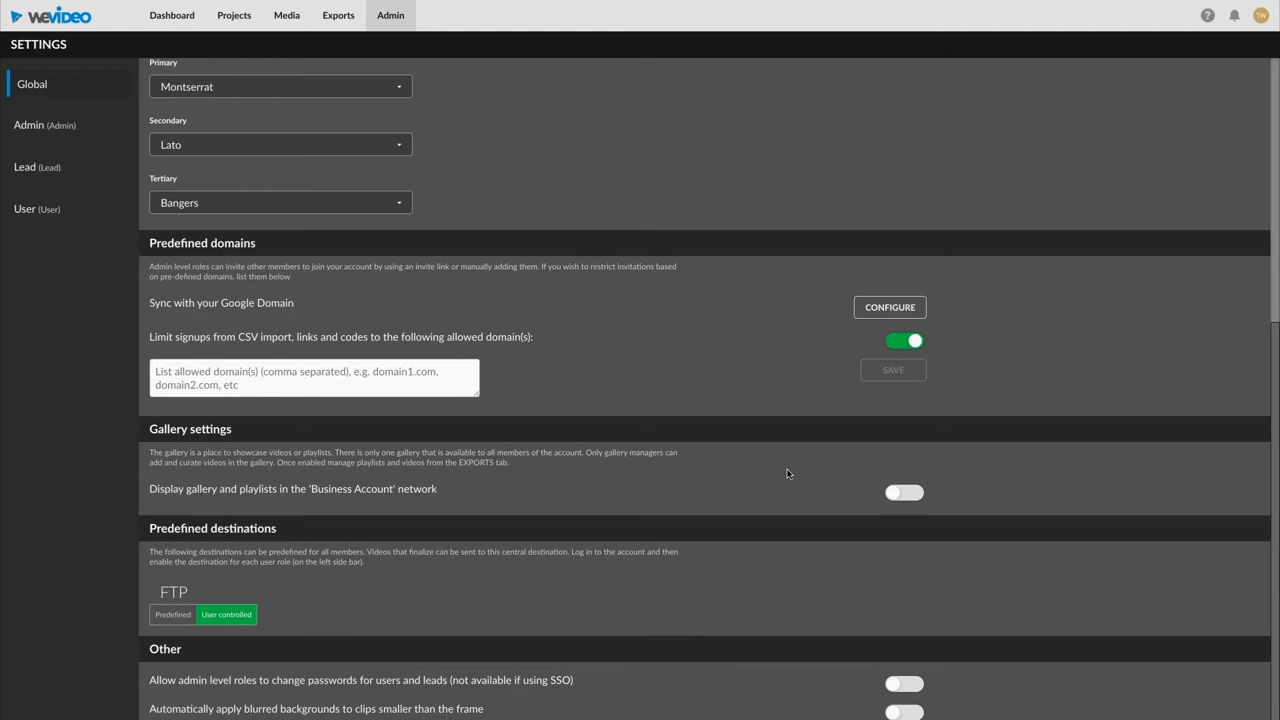 wevideo
Dashboard
Projects
Media
Exports
Admin
?
TW
SETTINGS
Global
Admin (Admin)
Lead (Lead)
User (User)
Primary
Montserrat
Secondary
Lato
Tertiary
Bangers
Predefined domains
Admin level roles can invite other members to join your account by using an invite link or manually adding them. If you wish to restrict invitations based
on pre-defined domains, list them below
Sync with your Google Domain
CONFIGURE
Limit signups from CSV import, links and codes to the following allowed domain(s):
List allowed domain(s) (comma separated), e.g. domain1.com,
domain2.com, etc
SAVE
Gallery settings
The gallery is a place to showcase videos or playlists. There is only one gallery that is available to all members of the account. Only gallery managers can
add and curate videos in the gallery. Once enabled manage playlists and videos from the EXPORTS tab.
Display gallery and playlists in the 'Business Account' network
Predefined destinations
The following destinations can be predefined for all members. Videos that finalize can be sent to this central destination. Log in to the account and then
enable the destination for each user role (on the left side bar).
FTP
Predefined
User controlled
Other
Allow admin level roles to change passwords for users and leads (not available if using SSO)
Automatically apply blurred backgrounds to clips smaller than the frame